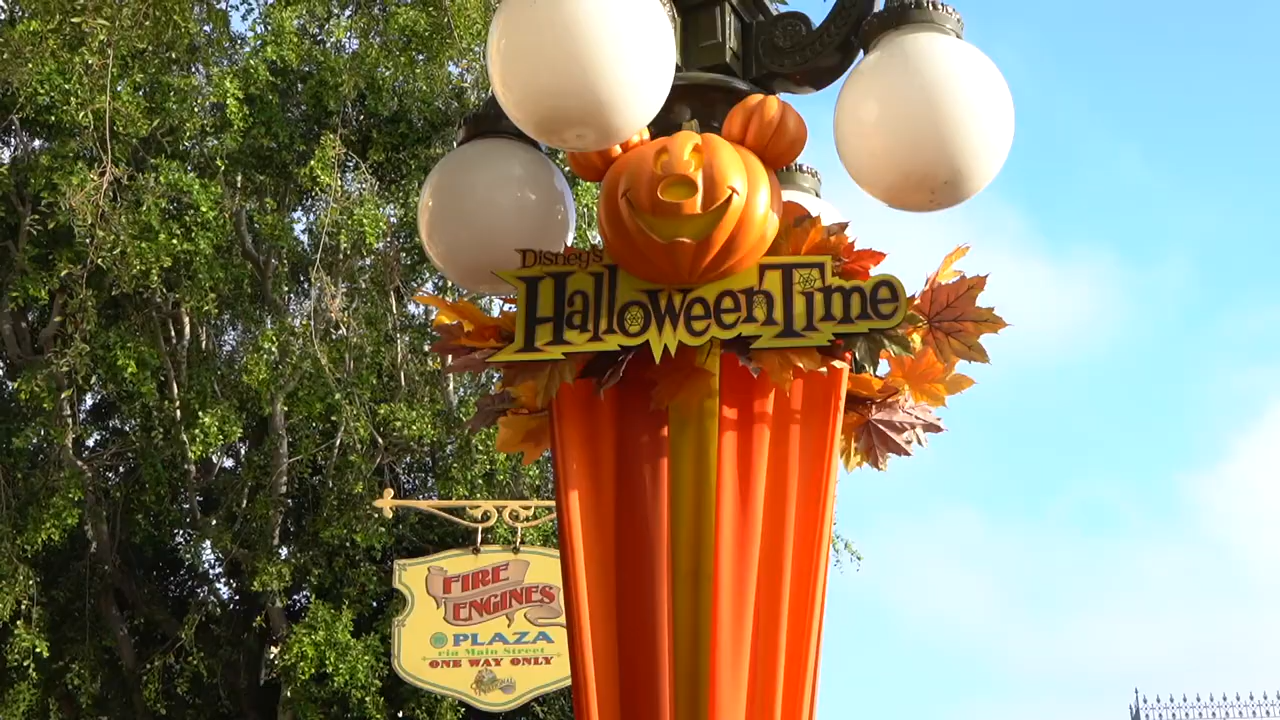 Disney's
HalloweenTime
FIRE
ENGINES
PLAZA
via Main Street
ONE WAY ONLY